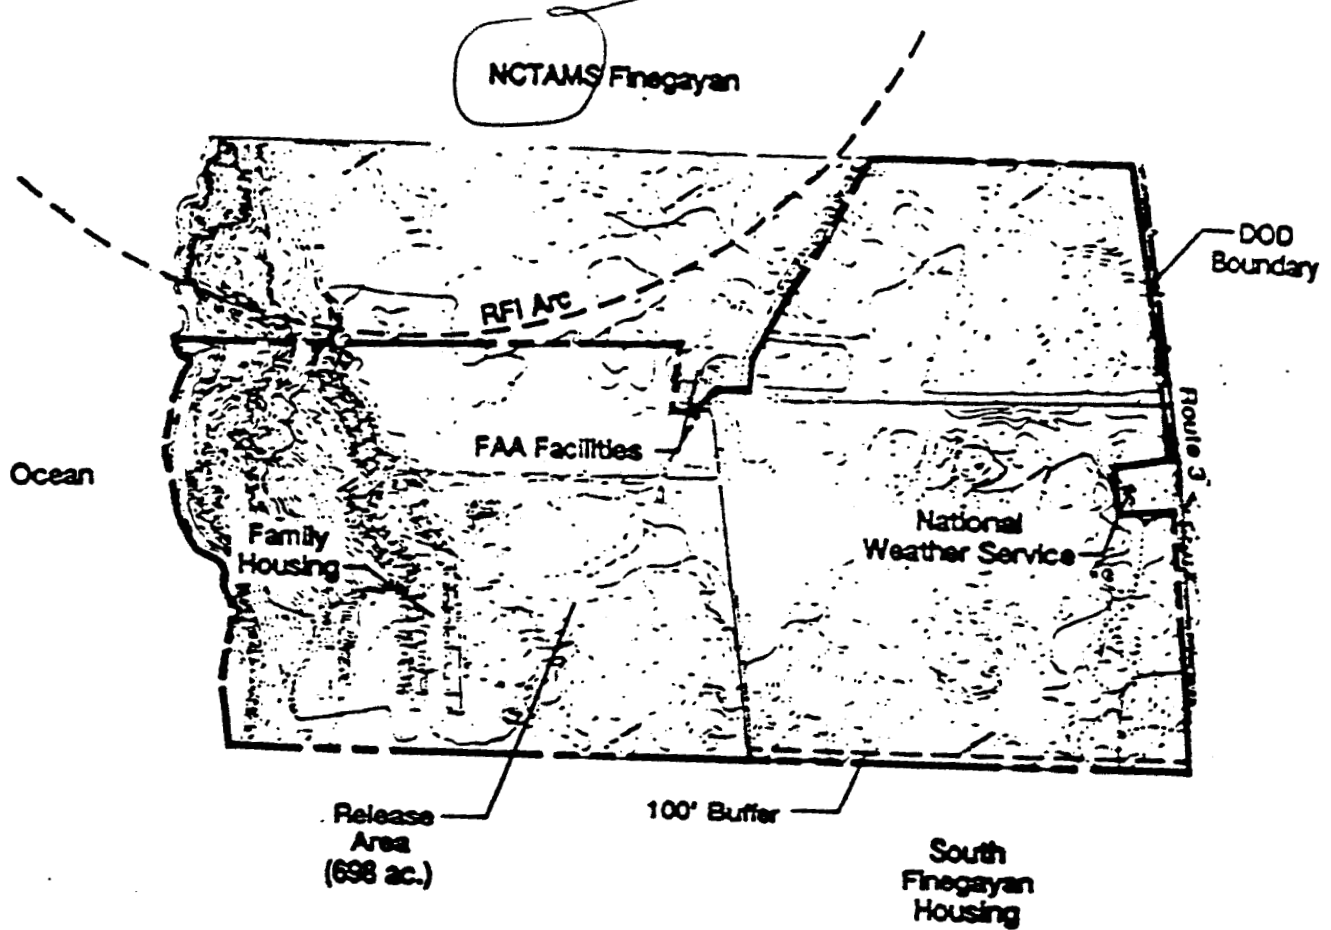 NCTAMS Finegayan
DOD
Boundary
RFI Arc
Route 3
FAA Facilities
Ocean
National
Weather Service
Family
Housing
Release
Area
(698 ac.)
100' Buffer
South
Finegayan
Housing